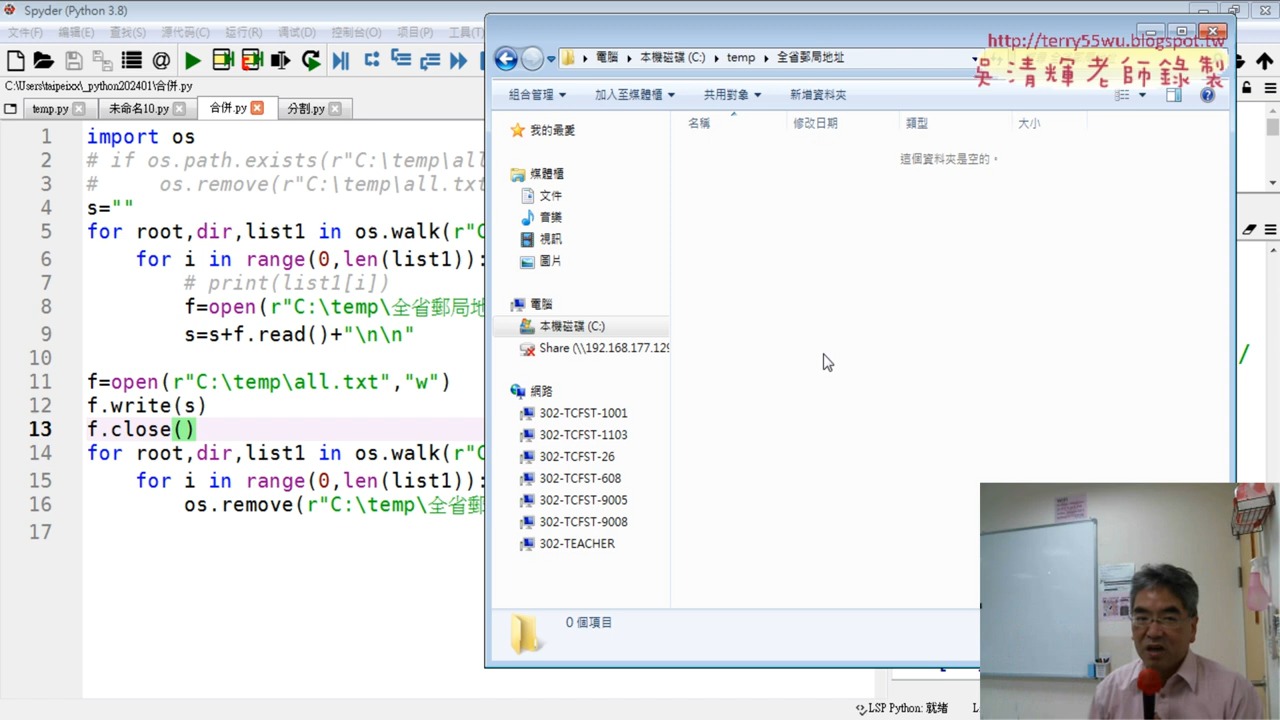 Spyder (Python 3.8)
文件(F) 编辑(E) 查找(S) 源代码(C) 运行(R) 调试(D) 控制台(O) 项目(P) 工具(T)
C:\Users\taipeixx\_python202401\合併.py
temp.py 未命名10.py 合併.py 分割.py
1 import os
2 # if os.path.exists(r"C:\temp\all
3 #     os.remove(r"C:\temp\all.txt
4 s=""
5 for root,dir,list1 in os.walk(r"C
6     for i in range(0,len(list1)):
7         # print(list1[i])
8         f=open(r"C:\temp\全省郵局地
9         s=s+f.read()+"\n\n"
10
11 f=open(r"C:\temp\all.txt","w")
12 f.write(s)
13 f.close()
14 for root,dir,list1 in os.walk(r"C
15     for i in range(0,len(list1)):
16         os.remove(r"C:\temp\全省郵
17
http://terry55wu.blogspot.tw
吳清輝老師錄製
電腦 本機磁碟 (C:) temp 全省郵局地址
組合管理 加入至媒體櫃 共用對象 新增資料夾
名稱 修改日期 類型 大小
這個資料夾是空的。
我的最愛
媒體櫃
文件
音樂
視訊
圖片
電腦
本機磁碟 (C:)
Share (\\192.168.177.129
網路
302-TCFST-1001
302-TCFST-1103
302-TCFST-26
302-TCFST-608
302-TCFST-9005
302-TCFST-9008
302-TEACHER
0 個項目
LSP Python: 就绪